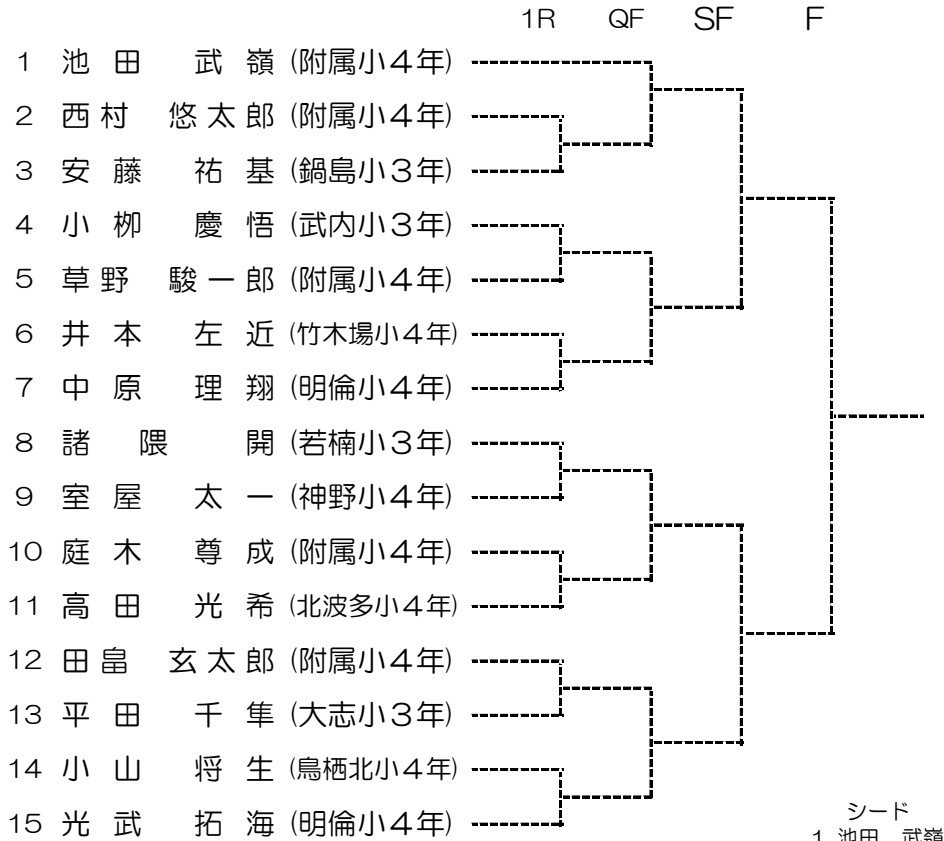 1R QF SF F
1 池田 武嶺 (附属小4年)
2 西村 悠太郎 (附属小4年)
3 安藤 祐基 (鍋島小3年)
4 小栁 慶悟 (武内小3年)
5 草野 駿一郎 (附属小4年)
6 井本 左近 (竹木場小4年)
7 中原 理翔 (明倫小4年)
8 諸隈 開 (若楠小3年)
9 室屋 太一 (神野小4年)
10 庭木 尊成 (附属小4年)
11 高田 光希 (北波多小4年)
12 田畠 玄太郎 (附属小4年)
13 平田 千隼 (大志小3年)
14 小山 将生 (鳥栖北小4年)
15 光武 拓海 (明倫小4年)
シード
1 池田 武嶺